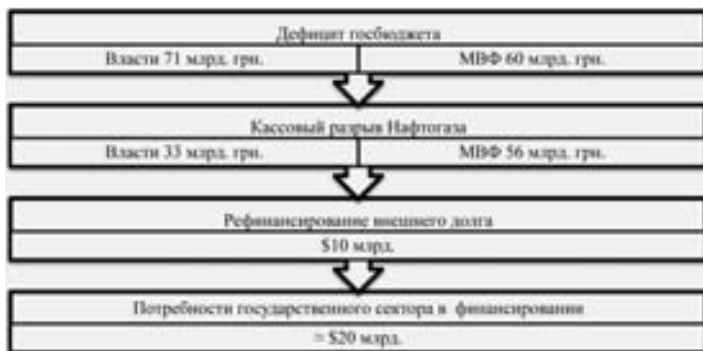 Дефицит госбюджета
Власти 71 млрд. грн. МВФ 60 млрд. грн.
Кассовый разрыв Нафтогаза
Власти 33 млрд. грн. МВФ 56 млрд. грн.
Рефинансирование внешнего долга
$10 млрд.
Потребности государственного сектора в финансировании
≈ $20 млрд.